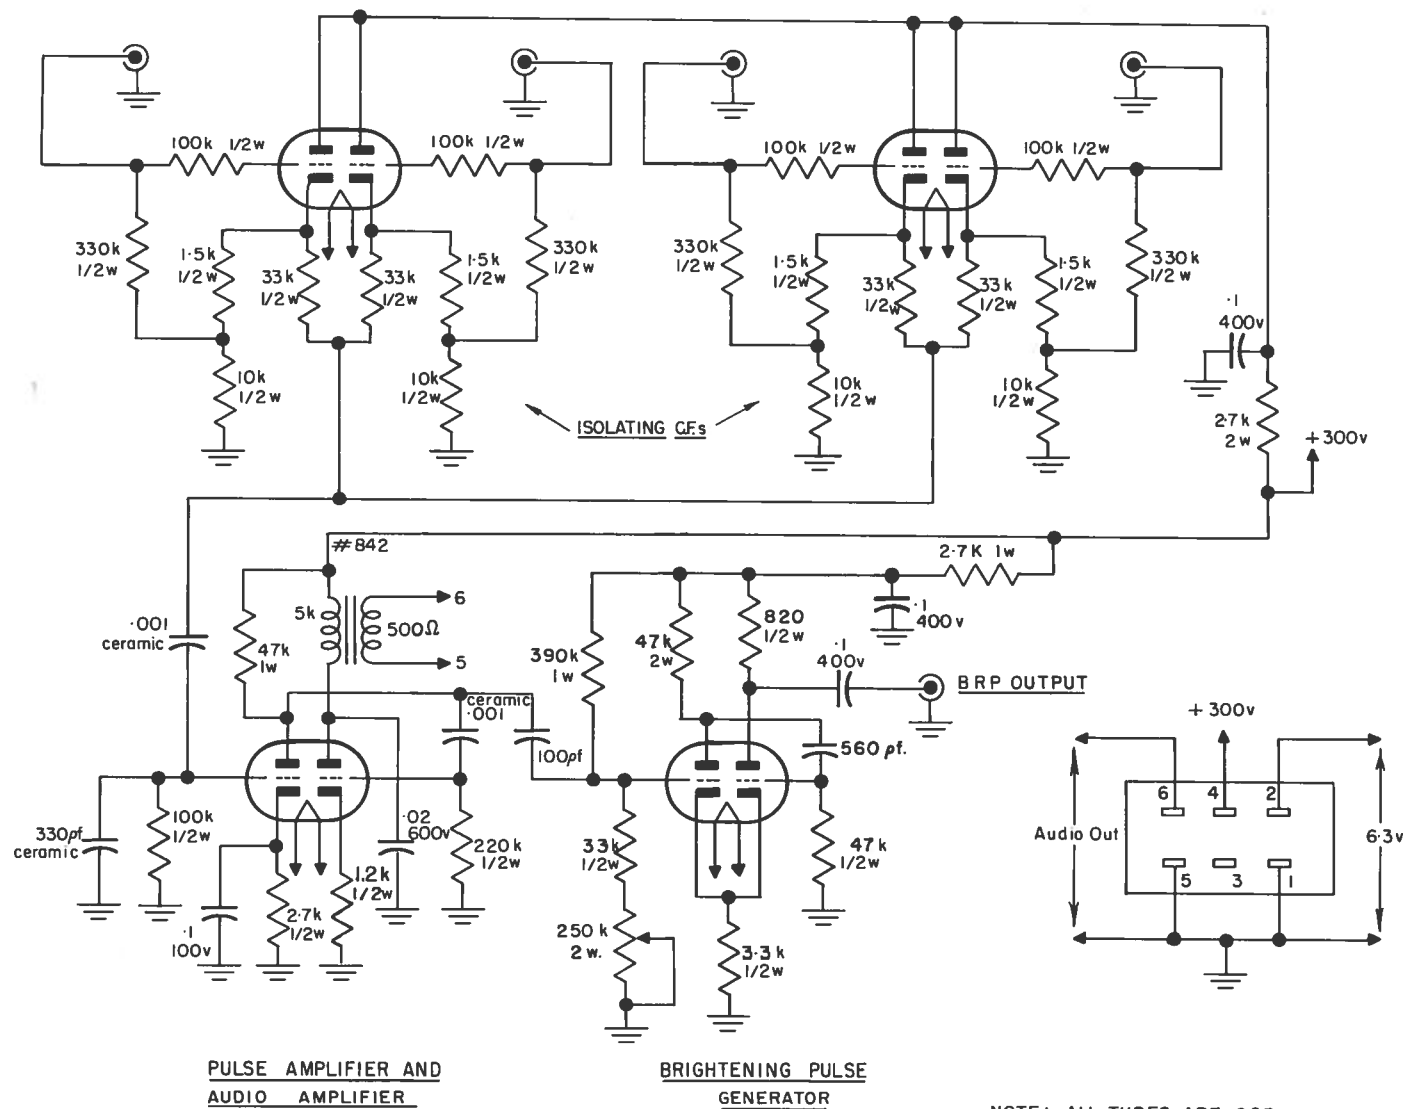 100k 1/2w
100k 1/2w
100k 1/2w
100k 1/2w
330k
1/2w
1.5k
1/2w
33k
1/2w
33k
1/2w
1.5k
1/2w
330k
1/2w
330k
1/2w
1.5k
1/2w
33k
1/2w
33k
1/2w
1.5k
1/2w
330k
1/2w
.1
400v
10k
1/2w
10k
1/2w
10k
1/2w
10k
1/2w
2.7k
2w
+300v
ISOLATING C.F.s
#842
2.7K 1w
.001
ceramic
47k
1w
5k
500Ω
6
5
390k
1w
47k
2w
820
1/2w
.1
400v
.1
400v
BRP OUTPUT
ceramic
.001
100pf
560 pf.
330pf
ceramic
100k
1/2w
.02
600v
220k
1/2w
33k
1/2w
47k
1/2w
.1
100v
2.7k
1/2w
1.2k
1/2w
250k
2w.
3.3k
1/2w
+300v
6 4 2
Audio Out
6.3v
5 3 1
PULSE AMPLIFIER AND
AUDIO AMPLIFIER
BRIGHTENING PULSE
GENERATOR